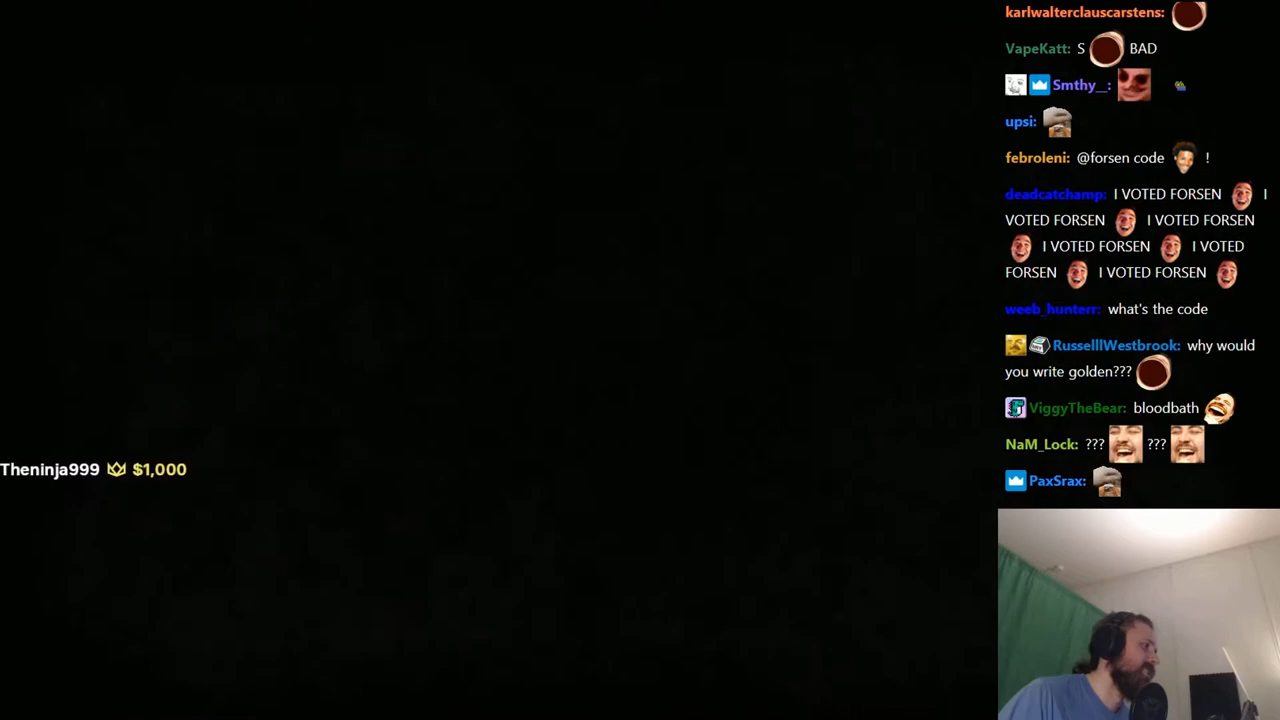 karlwalterclauscarstens:
VapeKatt: S BAD
Smthy__:
upsi:
febroleni: @forsen code !
deadcatchamp: I VOTED FORSEN I
VOTED FORSEN I VOTED FORSEN
I VOTED FORSEN I VOTED
FORSEN I VOTED FORSEN
weeb_hunterr: what's the code
RusselllWestbrook: why would
you write golden???
ViggyTheBear: bloodbath
NaM_Lock: ??? ???
Theninja999 $1,000
PaxSrax: